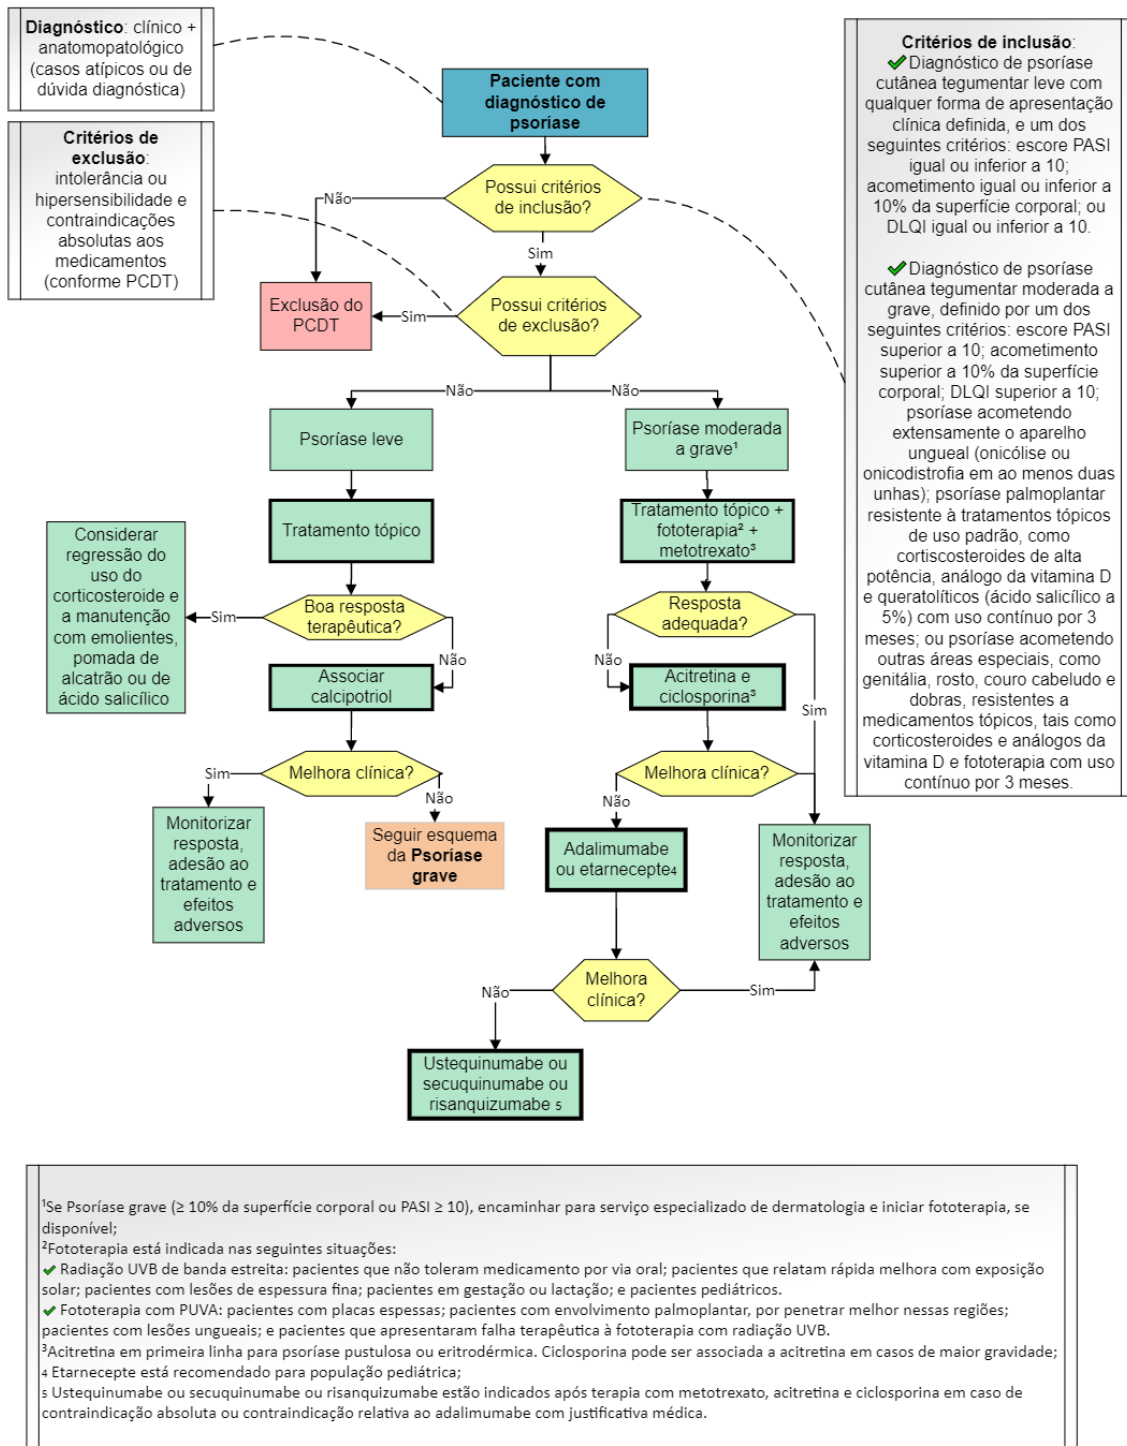 Diagnóstico: clínico +
anatomopatológico
(casos atípicos ou de
dúvida diagnóstica)
Critérios de
exclusão:
intolerância ou
hipersensibilidade e
contraindicações
absolutas aos
medicamentos
(conforme PCDT)
Paciente com
diagnóstico de
psoríase
Possui critérios
de inclusão?
Não
Sim
Exclusão do
PCDT
Sim
Possui critérios
de exclusão?
Não
Não
Critérios de inclusão:
Diagnóstico de psoríase
cutânea tegumentar leve com
qualquer forma de apresentação
clínica definida, e um dos
seguintes critérios: escore PASI
igual ou inferior a 10;
acometimento igual ou inferior a
10% da superfície corporal; ou
DLQI igual ou inferior a 10.
Diagnóstico de psoríase
cutânea tegumentar moderada a
grave, definido por um dos
seguintes critérios: escore PASI
superior a 10; acometimento
superior a 10% da superfície
corporal; DLQI superior a 10;
psoríase acometendo
extensamente o aparelho
ungueal (onicólise ou
onicodistrofia em ao menos duas
unhas); psoríase palmoplantar
resistente à tratamentos tópicos
de uso padrão, como
cortiscosteroides de alta
potência, análogo da vitamina D
e queratolíticos (ácido salicílico a
5%) com uso contínuo por 3
meses; ou psoríase acometendo
outras áreas especiais, como
genitália, rosto, couro cabeludo e
dobras, resistentes a
medicamentos tópicos, tais como
corticosteroides e análogos da
vitamina D e fototerapia com uso
contínuo por 3 meses.
Psoríase leve
Tratamento tópico
Boa resposta
terapêutica?
Sim
Considerar
regressão do
uso do
corticosteroide e
a manutenção
com emolientes,
pomada de
alcatrão ou de
ácido salicílico
Não
Associar
calcipotriol
Melhora clínica?
Sim
Monitorizar
resposta,
adesão ao
tratamento e
efeitos
adversos
Não
Seguir esquema
da Psoríase
grave
Psoríase moderada
a grave¹
Tratamento tópico +
fototerapia² +
metotrexato³
Resposta
adequada?
Não
Sim
Acitretina e
ciclosporina³
Melhora clínica?
Não
Adalimumabe
ou etarnecepte4
Monitorizar
resposta,
adesão ao
tratamento e
efeitos
adversos
Melhora
clínica?
Não
Sim
Ustequinumabe ou
secuquinumabe ou
risanquizumabe 5
¹Se Psoríase grave (≥ 10% da superfície corporal ou PASI ≥ 10), encaminhar para serviço especializado de dermatologia e iniciar fototerapia, se
disponível;
²Fototerapia está indicada nas seguintes situações:
Radiação UVB de banda estreita: pacientes que não toleram medicamento por via oral; pacientes que relatam rápida melhora com exposição
solar; pacientes com lesões de espessura fina; pacientes em gestação ou lactação; e pacientes pediátricos.
Fototerapia com PUVA: pacientes com placas espessas; pacientes com envolvimento palmoplantar, por penetrar melhor nessas regiões;
pacientes com lesões ungueais; e pacientes que apresentaram falha terapêutica à fototerapia com radiação UVB.
³Acitretina em primeira linha para psoríase pustulosa ou eritrodérmica. Ciclosporina pode ser associada a acitretina em casos de maior gravidade;
4 Etarnecepte está recomendado para população pediátrica;
5 Ustequinumabe ou secuquinumabe ou risanquizumabe estão indicados após terapia com metotrexato, acitretina e ciclosporina em caso de
contraindicação absoluta ou contraindicação relativa ao adalimumabe com justificativa médica.